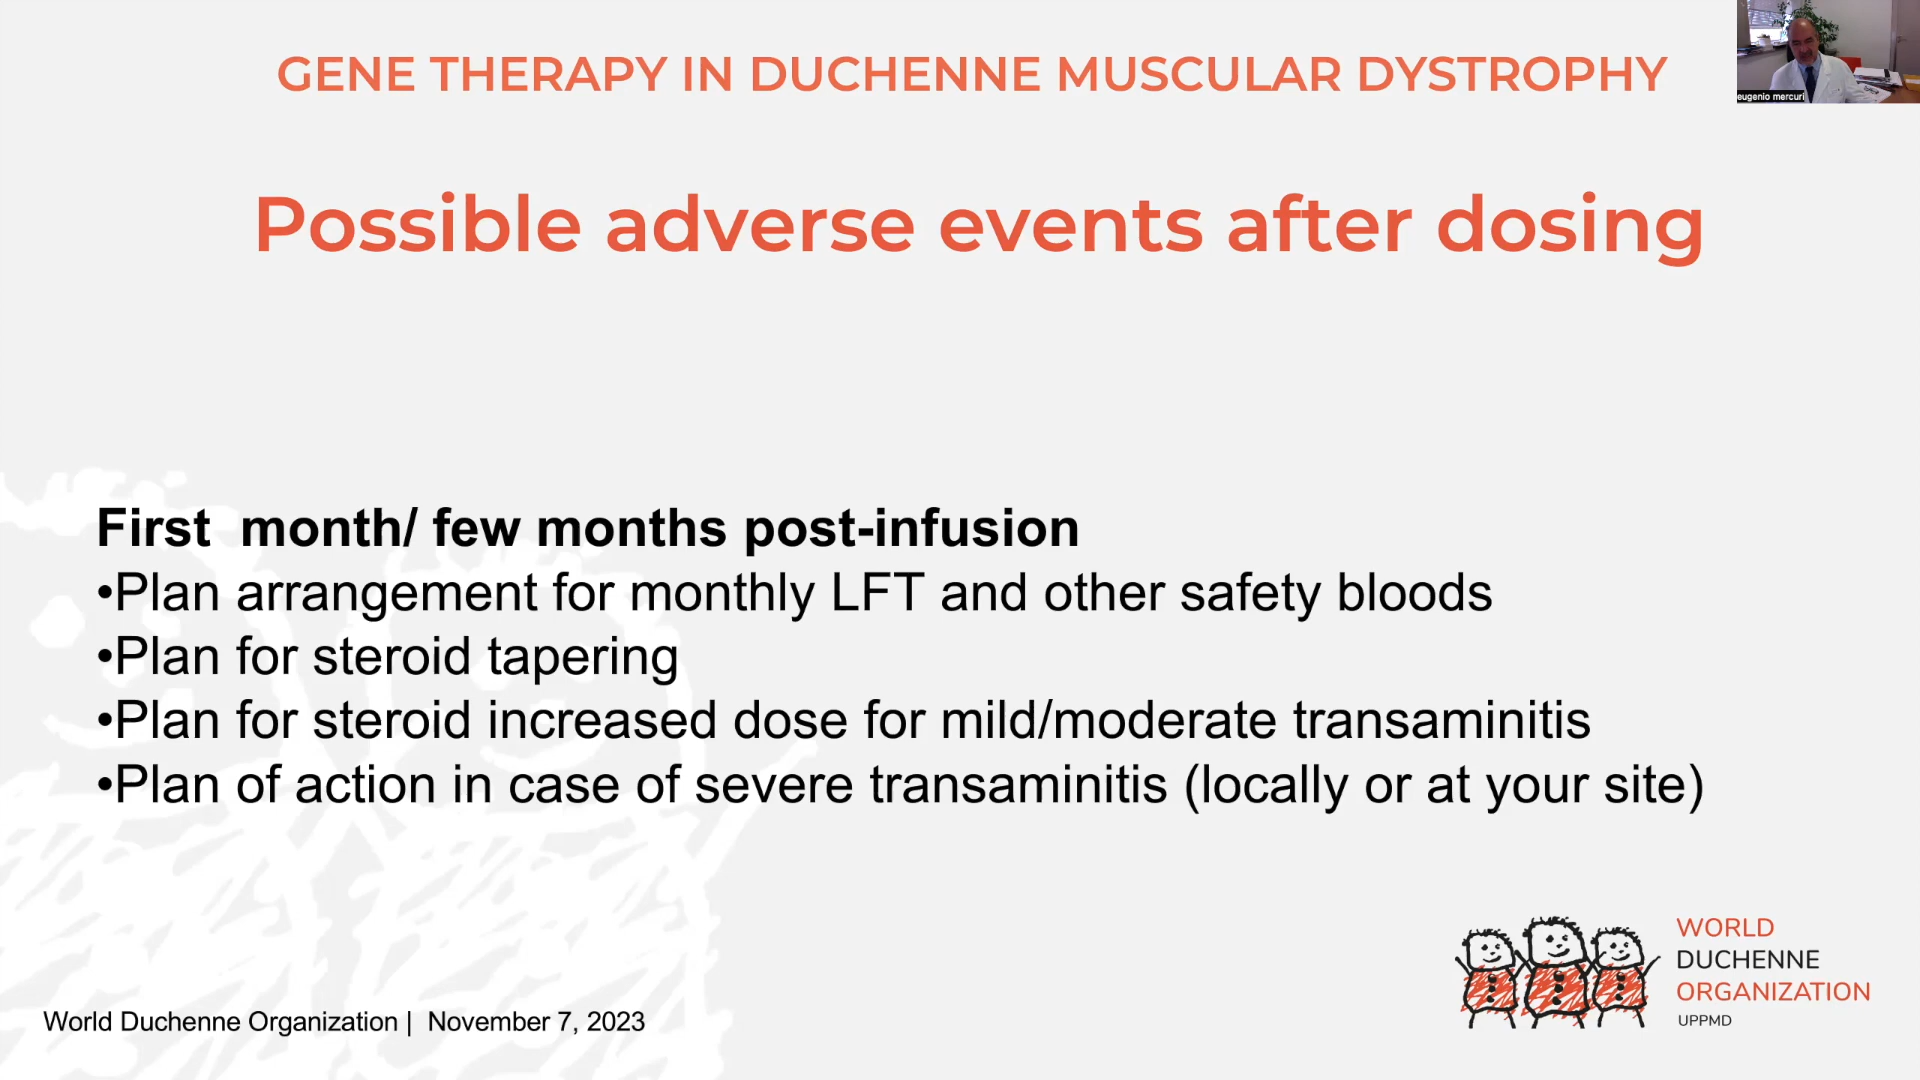 GENE THERAPY IN DUCHENNE MUSCULAR DYSTROPHY
eugenio mercuri
Possible adverse events after dosing
First  month/ few months post-infusion
•Plan arrangement for monthly LFT and other safety bloods
•Plan for steroid tapering
•Plan for steroid increased dose for mild/moderate transaminitis
•Plan of action in case of severe transaminitis (locally or at your site)
WORLD
DUCHENNE
ORGANIZATION
UPPMD
World Duchenne Organization |  November 7, 2023